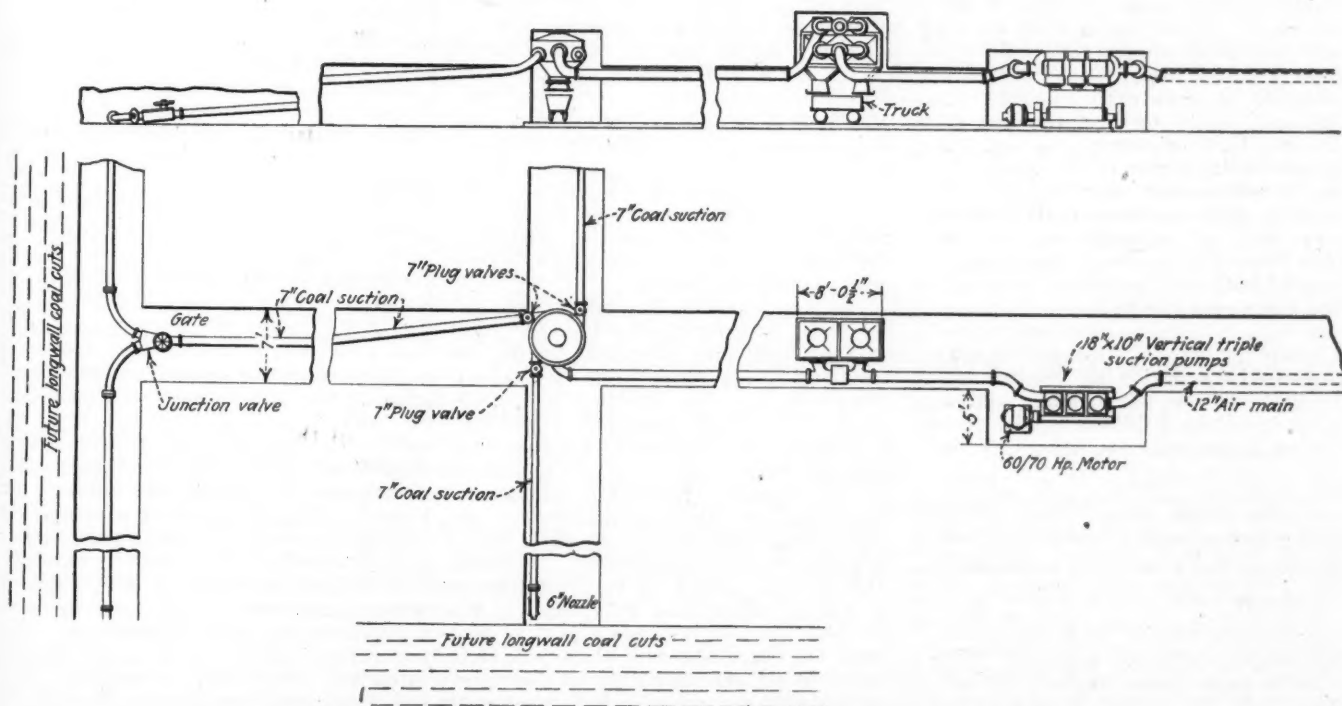 Truck
7" Coal suction
7" Plug valves
7" Coal suction
8'-0½"
Gate
7'
18"x10" Vertical triple
suction pumps
Future longwall coal cuts
Junction valve
7" Plug valve
12" Air main
5'
60/70 Hp. Motor
7" Coal suction
6" Nozzle
Future longwall coal cuts